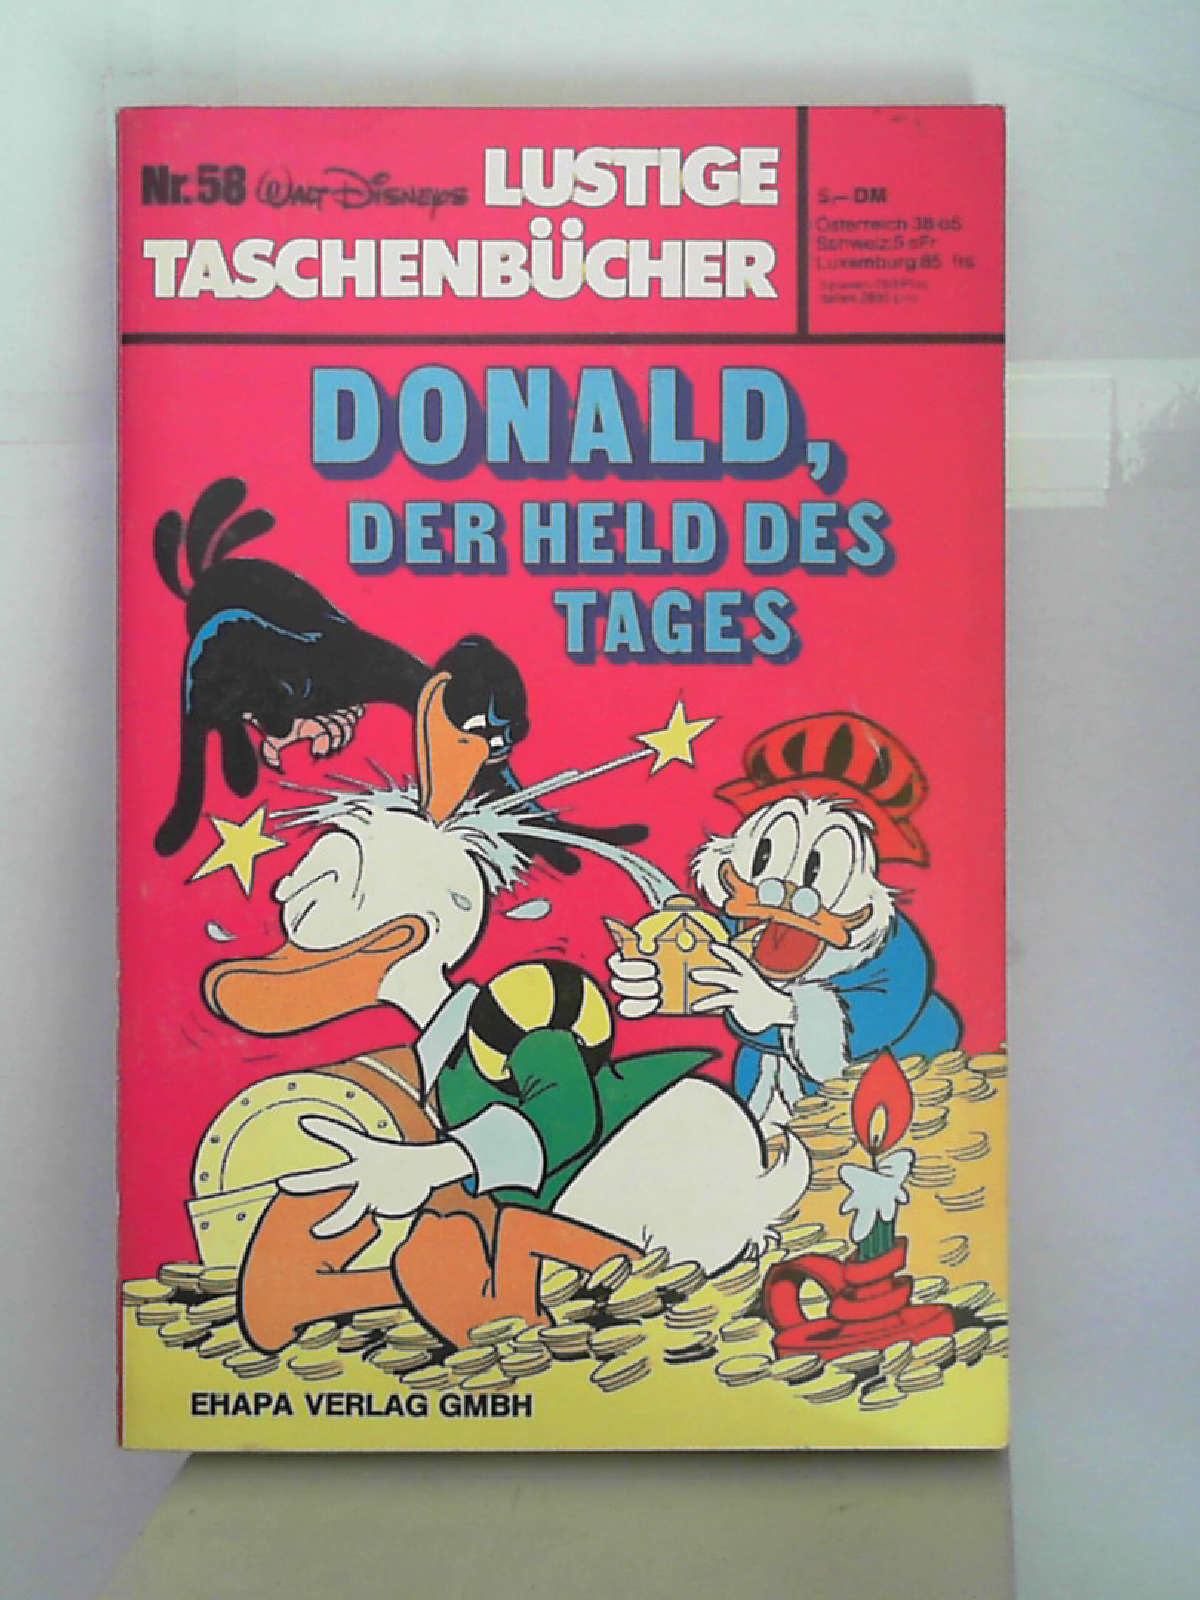 Nr.58 WALT DISNEYS LUSTIGE
TASCHENBÜCHER
5,– DM
Österreich 38 öS
Schweiz:5 sFr
Luxemburg:85 frs
DONALD,
DER HELD DES
TAGES
EHAPA VERLAG GMBH